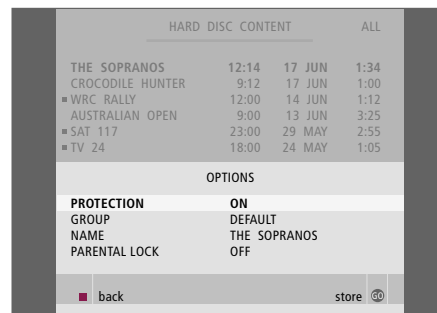 HARD DISC CONTENT ALL
THE SOPRANOS 12:14 17 JUN 1:34
CROCODILE HUNTER 9:12 17 JUN 1:00
WRC RALLY 12:00 14 JUN 1:12
AUSTRALIAN OPEN 9:00 13 JUN 3:25
SAT 117 23:00 29 MAY 2:55
TV 24 18:00 24 MAY 1:05
OPTIONS
PROTECTION ON
GROUP DEFAULT
NAME THE SOPRANOS
PARENTAL LOCK OFF
back store GO